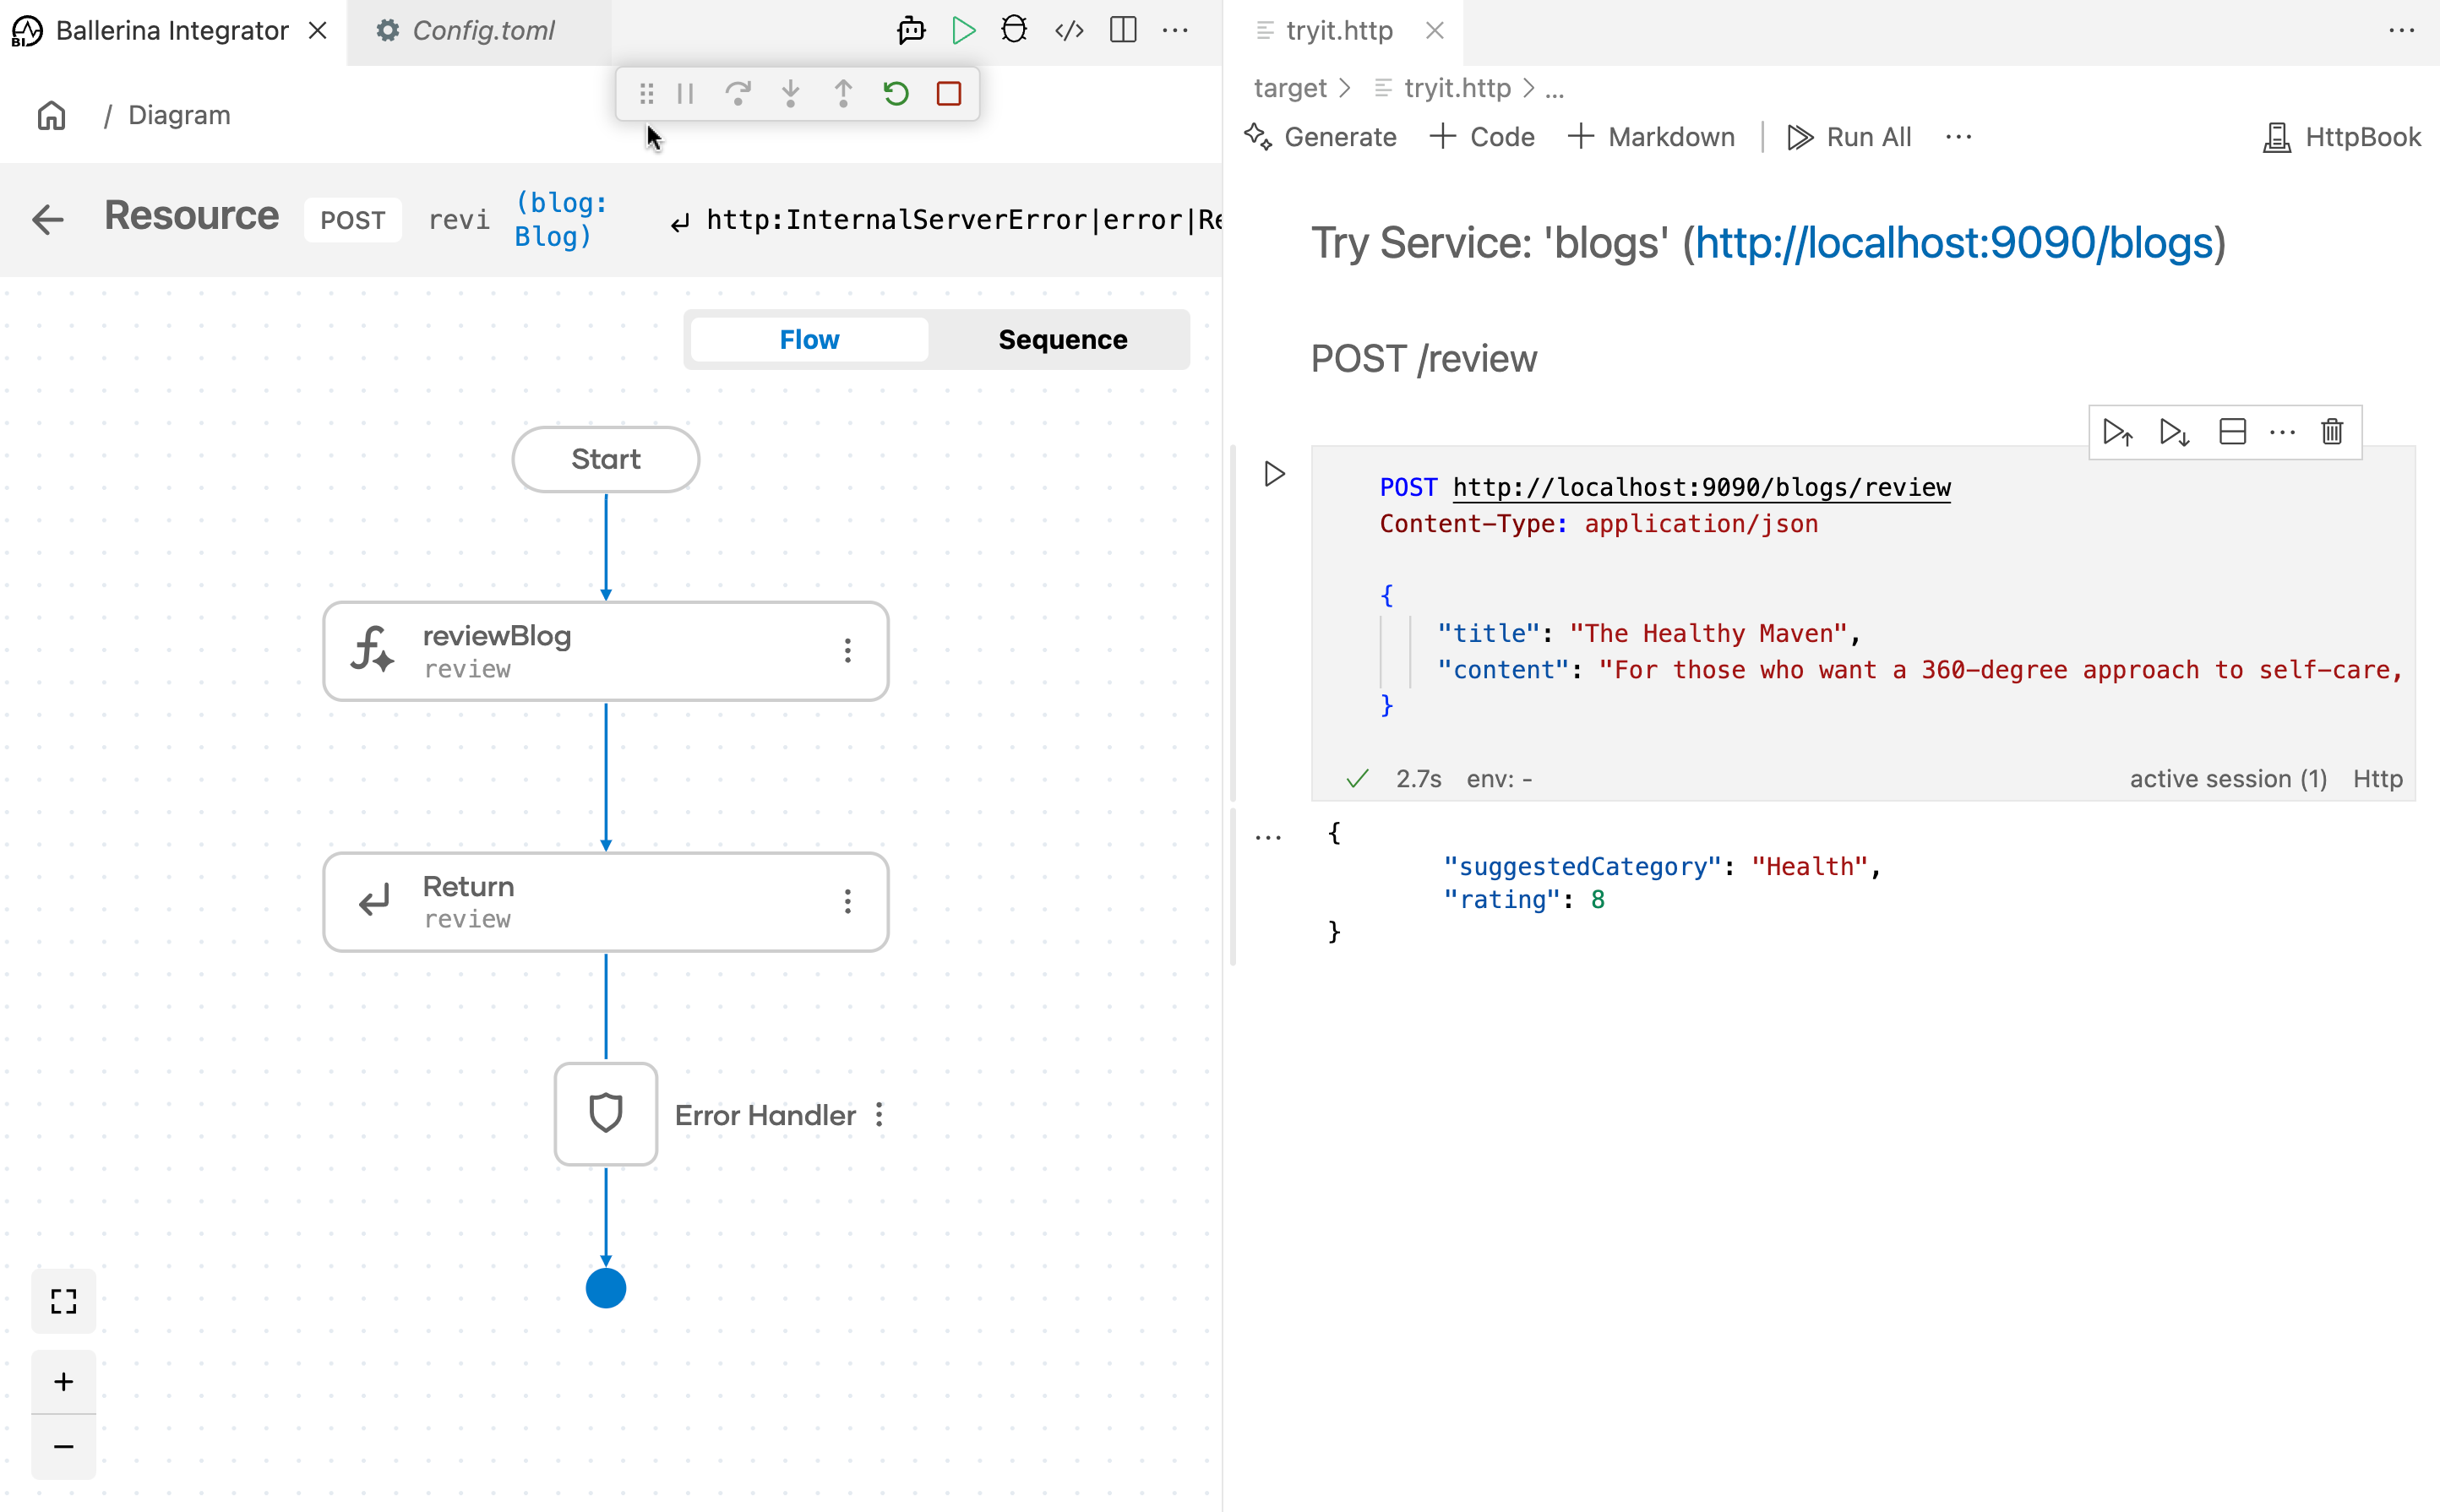 BI Ballerina Integrator
Config.toml
/ Diagram
Resource POST revi (blog: Blog) http:InternalServerError|error|Re
Flow Sequence
Start
reviewBlog
review
Return
review
Error Handler
tryit.http
target > tryit.http > ...
Generate + Code + Markdown Run All ... HttpBook
Try Service: 'blogs' (http://localhost:9090/blogs)
POST /review
POST http://localhost:9090/blogs/review
Content-Type: application/json
{
"title": "The Healthy Maven",
"content": "For those who want a 360-degree approach to self-care,
}
2.7s env: - active session (1) Http
{
"suggestedCategory": "Health",
"rating": 8
}